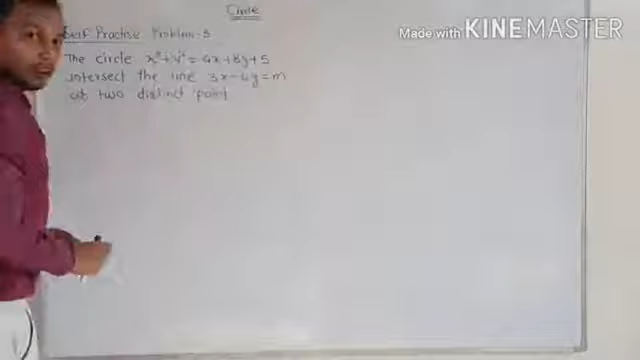 Circle
Made with KINEMASTER
Self Practise Problem-3
The circle x²+y² = 4x+8y+5
intersect the line 3x-4y=m
at two distinct point